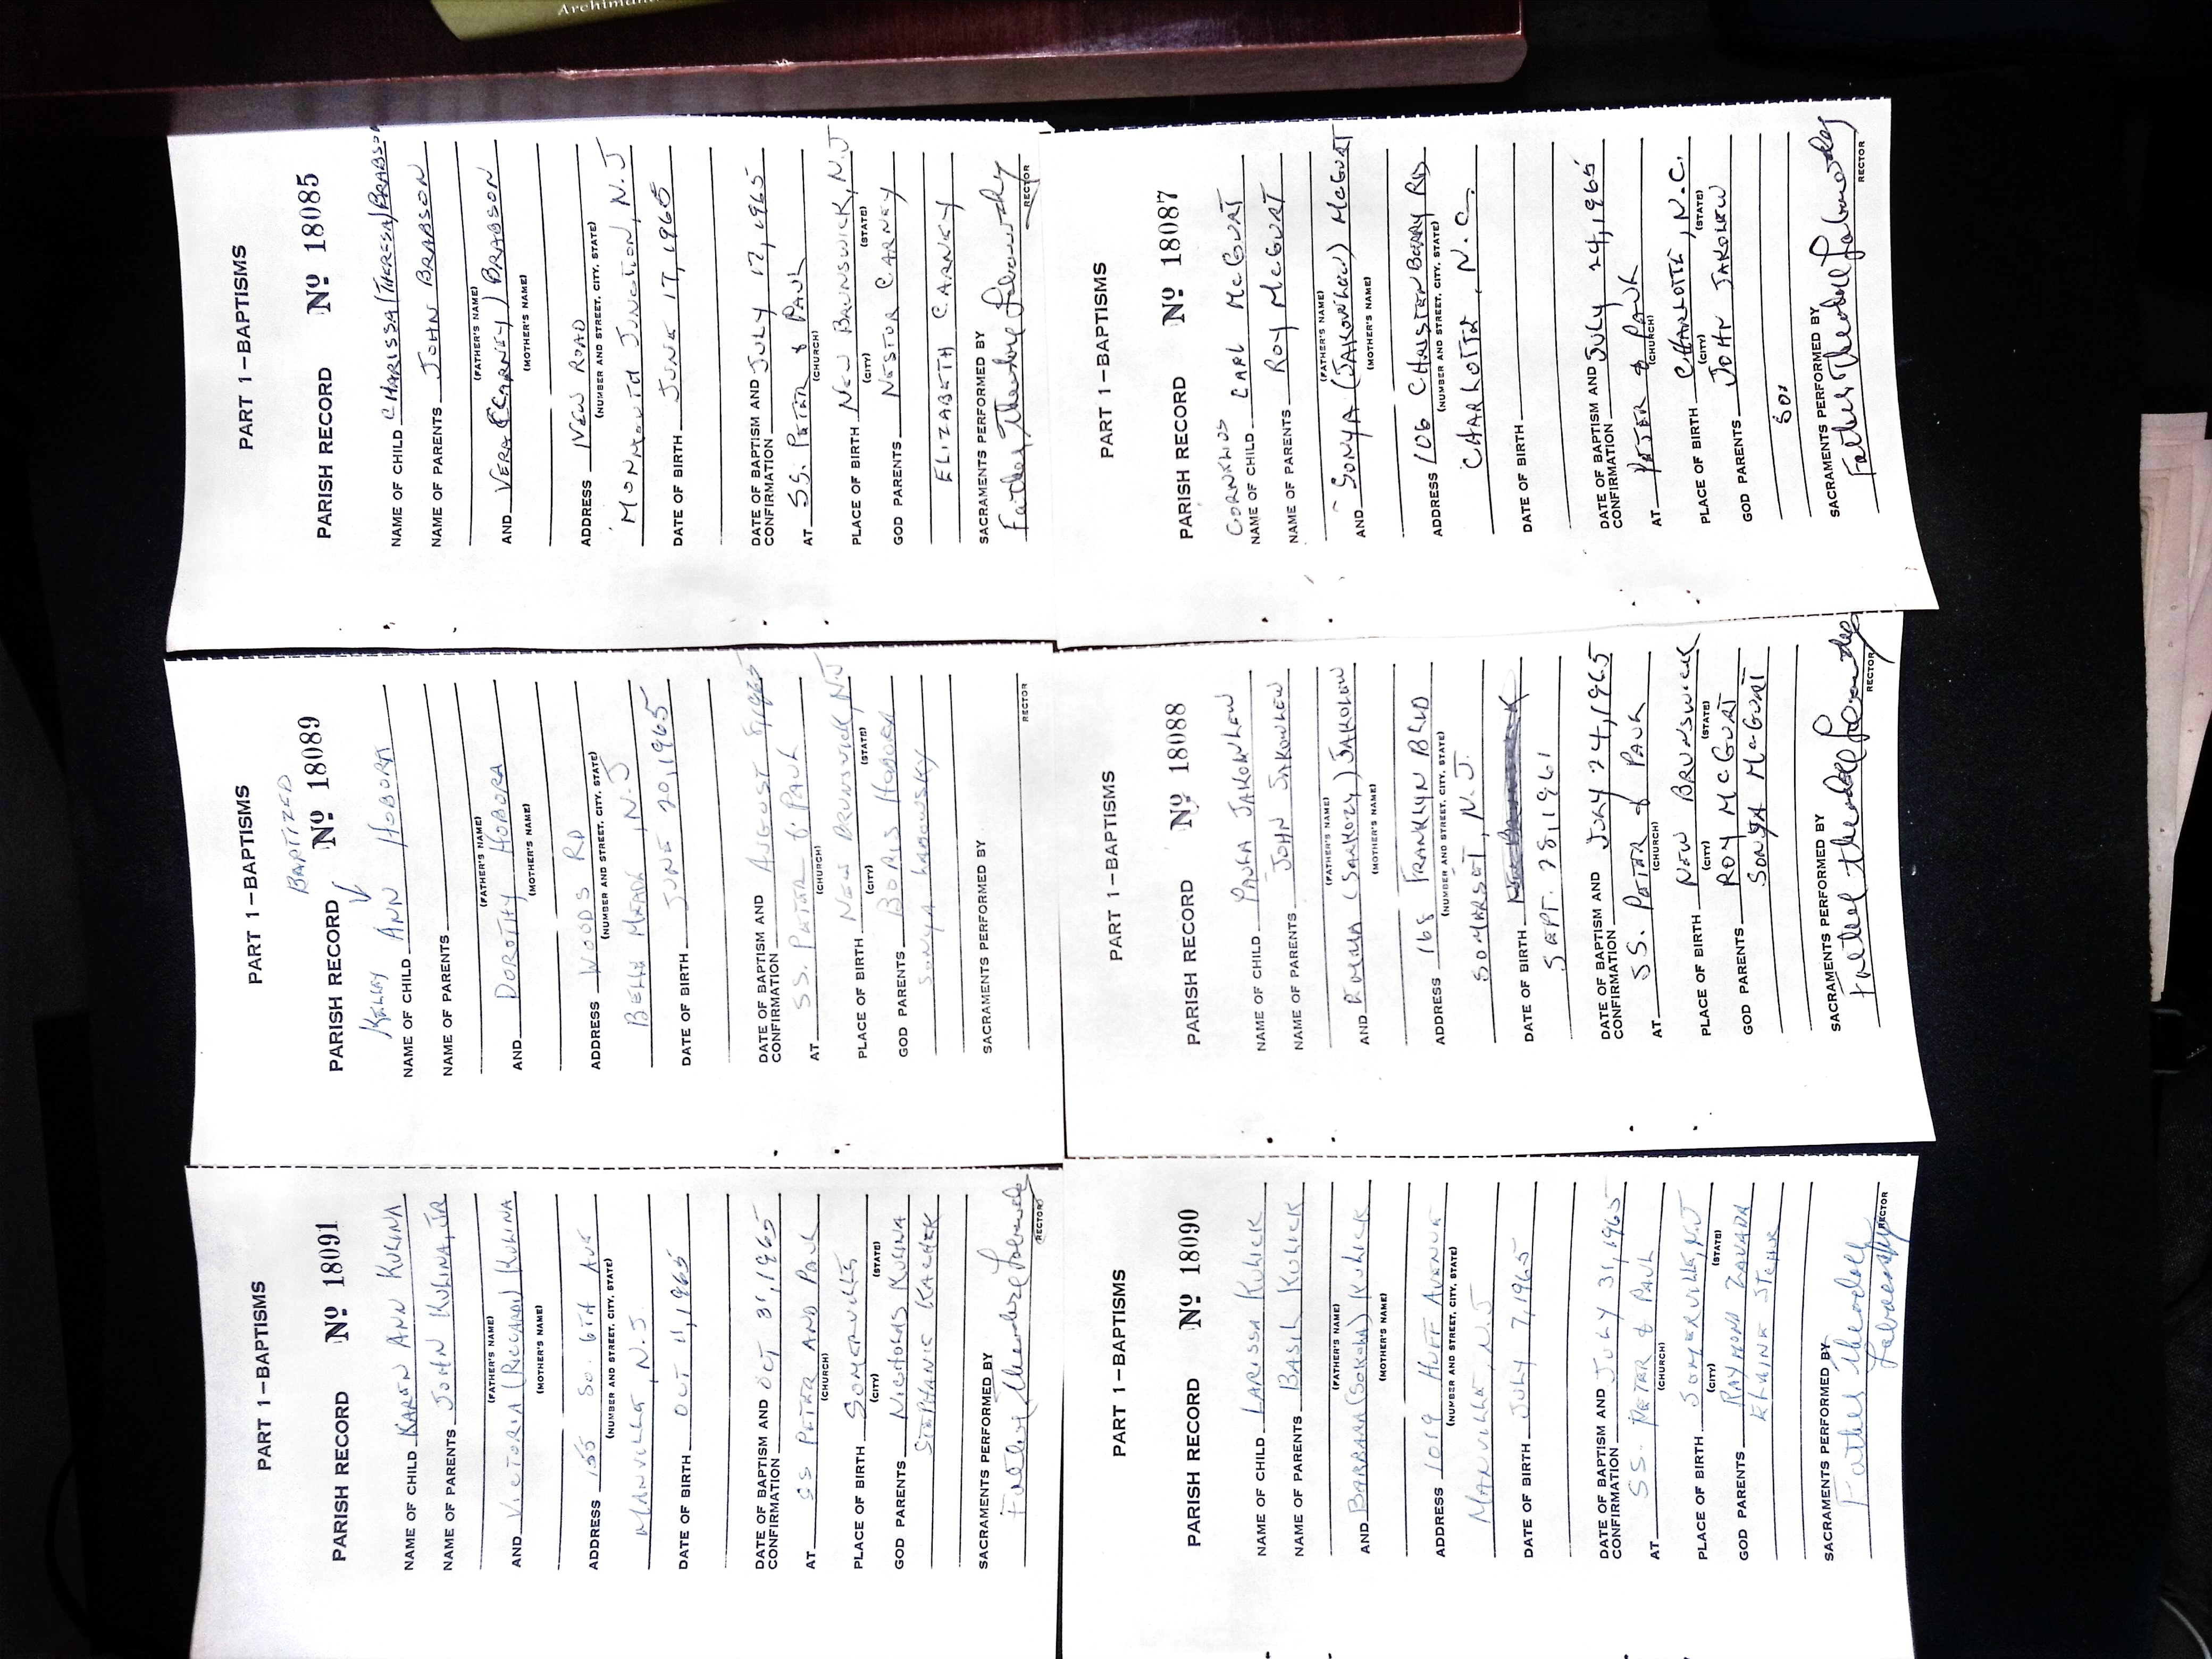 PART 1—BAPTISMS
PARISH RECORD Nº 18091
NAME OF CHILD KAREN ANN KULINA
NAME OF PARENTS JOHN KULINA, JR
(FATHER'S NAME)
AND VICTORIA (RICCARDI) KULINA
(MOTHER'S NAME)
ADDRESS 155 SO. 6TH AVE
(NUMBER AND STREET, CITY, STATE)
MANVILLE, N.J.
DATE OF BIRTH OCT 11, 1965
DATE OF BAPTISM AND
CONFIRMATION OCT 31, 1965
AT SS PETER AND PAUL
(CHURCH)
PLACE OF BIRTH SOMERVILLE
(CITY) (STATE)
GOD PARENTS NICHOLAS KULINA
STEPHANIE KACHEK
SACRAMENTS PERFORMED BY
Father Theodore Labowsky
RECTOR
PART 1—BAPTISMS
BAPTIZED
PARISH RECORD Nº 18089
KELLEY
NAME OF CHILD ANN HOBORA
NAME OF PARENTS
(FATHER'S NAME)
AND DOROTHY HOBORA
(MOTHER'S NAME)
ADDRESS WOODS RD
(NUMBER AND STREET, CITY, STATE)
BELLE MEADE, N.J
DATE OF BIRTH JUNE 20, 1965
DATE OF BAPTISM AND
CONFIRMATION AUGUST 8, 1965
AT SS. PETER & PAUL
(CHURCH)
PLACE OF BIRTH NEW BRUNSWICK, N.J
(CITY) (STATE)
GOD PARENTS BORIS HOBORA
SONYA LABOWSKY
SACRAMENTS PERFORMED BY
RECTOR
PART 1—BAPTISMS
PARISH RECORD Nº 18085
NAME OF CHILD CHARISSA (THERESA) BRABSON
NAME OF PARENTS JOHN BRABSON
(FATHER'S NAME)
AND VERA (CARNEY) BRABSON
(MOTHER'S NAME)
ADDRESS NEW ROAD
(NUMBER AND STREET, CITY, STATE)
MONMOUTH JUNCTION, N.J
DATE OF BIRTH JUNE 17, 1965
DATE OF BAPTISM AND
CONFIRMATION JULY 17, 1965
AT SS. PETER & PAUL
(CHURCH)
PLACE OF BIRTH NEW BRUNSWICK, N.J
(CITY) (STATE)
GOD PARENTS NESTOR CARNEY
ELIZABETH CARNEY
SACRAMENTS PERFORMED BY
Father Theodore Labowsky
RECTOR
PART 1—BAPTISMS
PARISH RECORD Nº 18090
NAME OF CHILD LARISSA KULICK
NAME OF PARENTS BASIL KULICK
(FATHER'S NAME)
AND BARBARA (SOKOHA) KULICK
(MOTHER'S NAME)
ADDRESS 1019 HUFF AVENUE
(NUMBER AND STREET, CITY, STATE)
MANVILLE, N.J
DATE OF BIRTH JULY 7, 1965
DATE OF BAPTISM AND
CONFIRMATION JULY 31, 1965
AT SS. PETER & PAUL
(CHURCH)
PLACE OF BIRTH SOMERVILLE, N.J
(CITY) (STATE)
GOD PARENTS RAYMOND ZAVADA
ELAINE
SACRAMENTS PERFORMED BY
Father Theodore
Labowsky RECTOR
PART 1—BAPTISMS
PARISH RECORD Nº 18088
NAME OF CHILD PAULA JAKOWLEW
NAME OF PARENTS JOHN JAKOWLEW
(FATHER'S NAME)
AND EMMA (SARKOZY) JAKOLEW
(MOTHER'S NAME)
ADDRESS 168 FRANKLYN BLVD
(NUMBER AND STREET, CITY, STATE)
SOMERSET, N.J.
DATE OF BIRTH NEW BRUNSWICK
SEPT. 28, 1961
DATE OF BAPTISM AND
CONFIRMATION JULY 24, 1965
AT SS. PETER & PAUL
(CHURCH)
PLACE OF BIRTH NEW BRUNSWICK
(CITY) (STATE)
GOD PARENTS ROY McGURT
SONYA McGURT
SACRAMENTS PERFORMED BY
Father Theodore Labowsky
RECTOR
PART 1—BAPTISMS
PARISH RECORD Nº 18087
CORNELIUS
NAME OF CHILD CARL McGURT
NAME OF PARENTS ROY McGURT
(FATHER'S NAME)
AND SONYA (JAKOWLEW) McGURT
(MOTHER'S NAME)
ADDRESS 106 CHRISTENBERRY RD
(NUMBER AND STREET, CITY, STATE)
CHARLOTTE, N.C.
DATE OF BIRTH
DATE OF BAPTISM AND
CONFIRMATION JULY 24, 1965
AT PETER & PAUL
(CHURCH)
PLACE OF BIRTH CHARLOTTE, N.C.
(CITY) (STATE)
GOD PARENTS JOHN JAKOLEW
SACRAMENTS PERFORMED BY
Father Theodore Labowsky
RECTOR